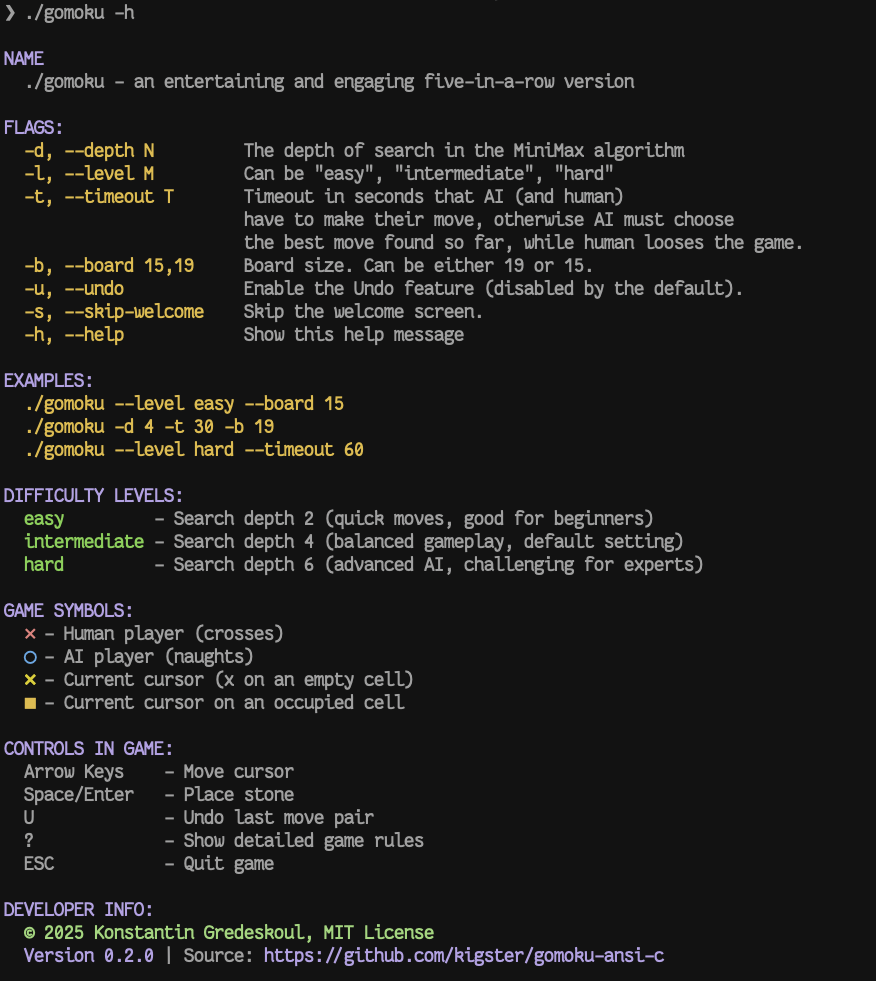 ❯ ./gomoku -h
NAME
./gomoku - an entertaining and engaging five-in-a-row version
FLAGS:
-d, --depth N The depth of search in the MiniMax algorithm
-l, --level M Can be "easy", "intermediate", "hard"
-t, --timeout T Timeout in seconds that AI (and human)
have to make their move, otherwise AI must choose
the best move found so far, while human looses the game.
-b, --board 15,19 Board size. Can be either 19 or 15.
-u, --undo Enable the Undo feature (disabled by the default).
-s, --skip-welcome Skip the welcome screen.
-h, --help Show this help message
EXAMPLES:
./gomoku --level easy --board 15
./gomoku -d 4 -t 30 -b 19
./gomoku --level hard --timeout 60
DIFFICULTY LEVELS:
easy - Search depth 2 (quick moves, good for beginners)
intermediate - Search depth 4 (balanced gameplay, default setting)
hard - Search depth 6 (advanced AI, challenging for experts)
GAME SYMBOLS:
✕ - Human player (crosses)
○ - AI player (naughts)
✕ - Current cursor (x on an empty cell)
■ - Current cursor on an occupied cell
CONTROLS IN GAME:
Arrow Keys - Move cursor
Space/Enter - Place stone
U - Undo last move pair
? - Show detailed game rules
ESC - Quit game
DEVELOPER INFO:
© 2025 Konstantin Gredeskoul, MIT License
Version 0.2.0 | Source: https://github.com/kigster/gomoku-ansi-c